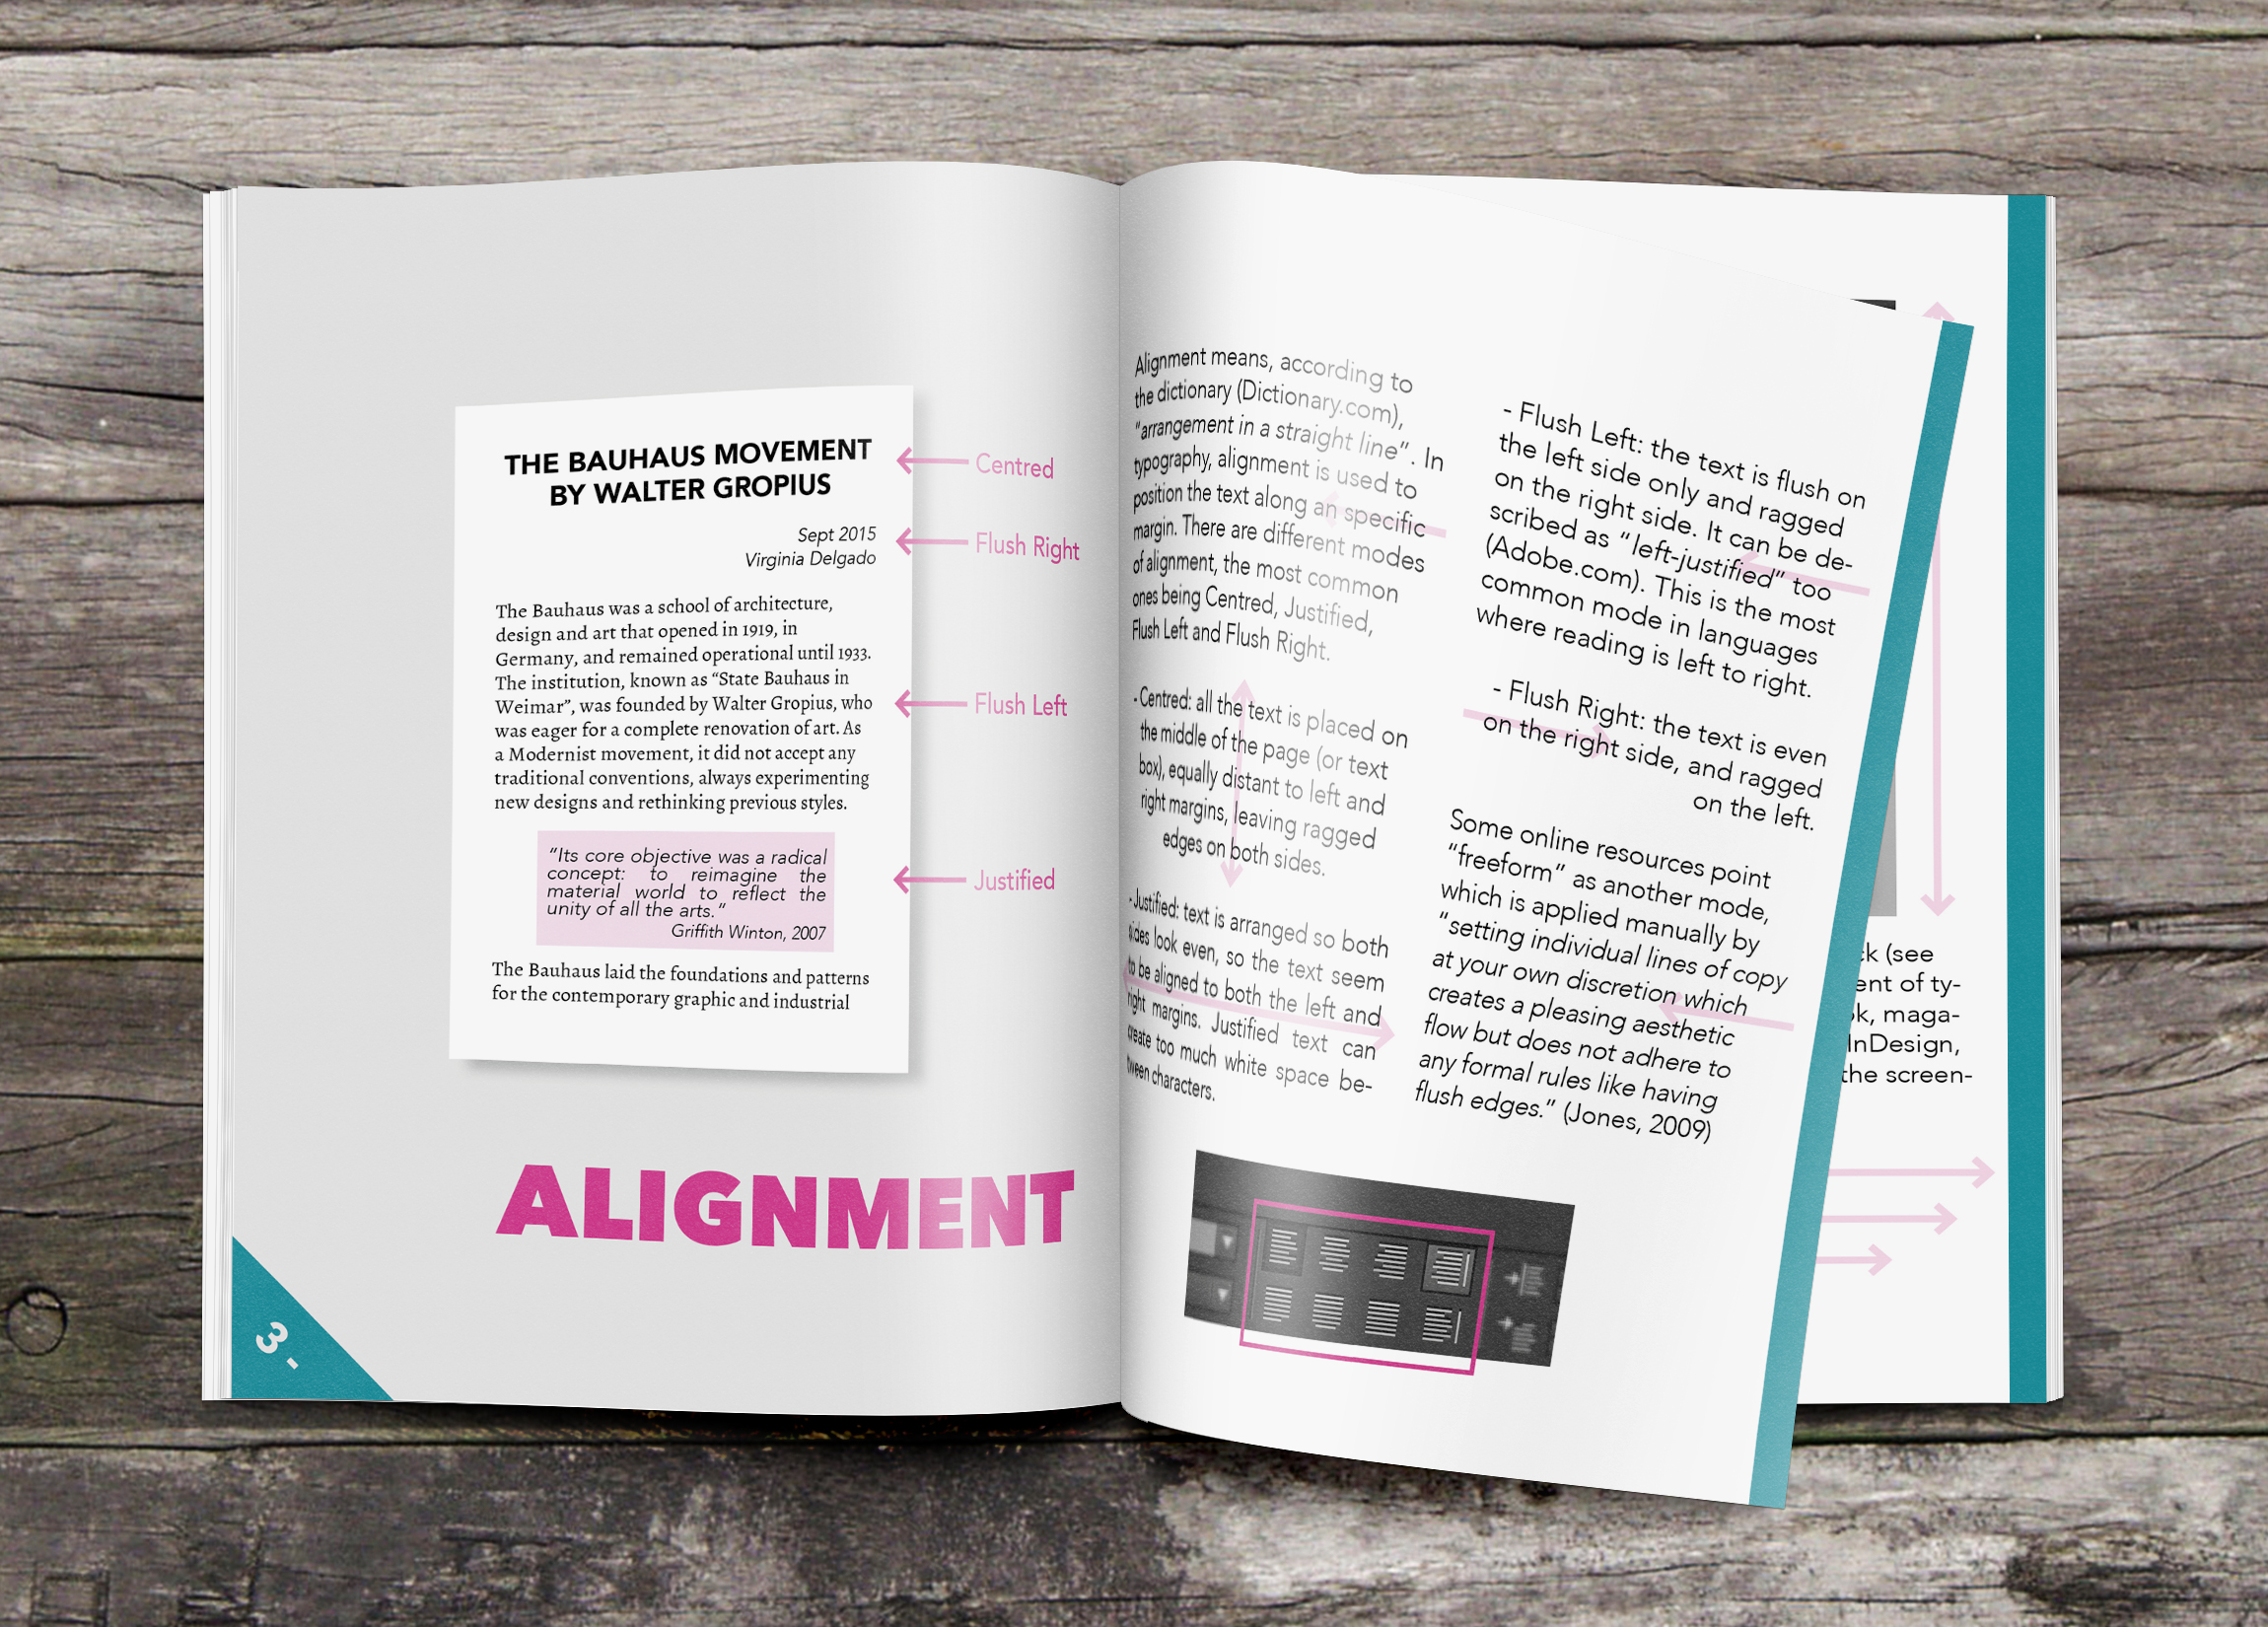 THE BAUHAUS MOVEMENT
BY WALTER GROPIUS
Sept 2015
Virginia Delgado
The Bauhaus was a school of architecture,
design and art that opened in 1919, in
Germany, and remained operational until 1933.
The institution, known as “State Bauhaus in
Weimar”, was founded by Walter Gropius, who
was eager for a complete renovation of art. As
a Modernist movement, it did not accept any
traditional conventions, always experimenting
new designs and rethinking previous styles.
“Its core objective was a radical
concept: to reimagine the
material world to reflect the
unity of all the arts.”
Griffith Winton, 2007
The Bauhaus laid the foundations and patterns
for the contemporary graphic and industrial
Centred
Flush Right
Flush Left
Justified
ALIGNMENT
3 -
Alignment means, according to
the dictionary (Dictionary.com),
“arrangement in a straight line”. In
typography, alignment is used to
position the text along an specific
margin. There are different modes
of alignment, the most common
ones being Centred, Justified,
Flush Left and Flush Right.
- Centred: all the text is placed on
the middle of the page (or text
box), equally distant to left and
right margins, leaving ragged
edges on both sides.
- Justified: text is arranged so both
sides look even, so the text seem
to be aligned to both the left and
right margins. Justified text can
create too much white space be-
tween characters.
- Flush Left: the text is flush on
the left side only and ragged
on the right side. It can be de-
scribed as “left-justified” too
(Adobe.com). This is the most
common mode in languages
where reading is left to right.
- Flush Right: the text is even
on the right side, and ragged
on the left.
Some online resources point
“freeform” as another mode,
which is applied manually by
“setting individual lines of copy
at your own discretion which
creates a pleasing aesthetic
flow but does not adhere to
any formal rules like having
flush edges.” (Jones, 2009)
ck (see
ent of ty-
ok, maga-
InDesign,
the screen-